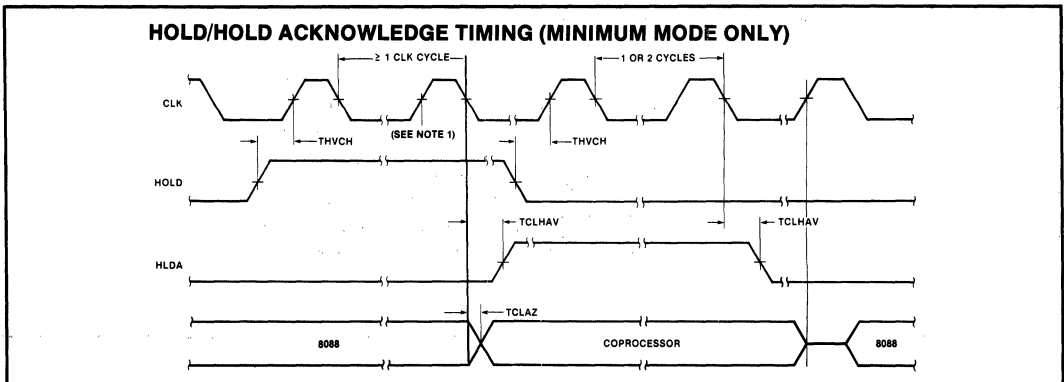 HOLD/HOLD ACKNOWLEDGE TIMING (MINIMUM MODE ONLY)
≥ 1 CLK CYCLE
1 OR 2 CYCLES
CLK
(SEE NOTE 1)
THVCH
THVCH
HOLD
TCLHAV
TCLHAV
HLDA
TCLAZ
8088
COPROCESSOR
8088